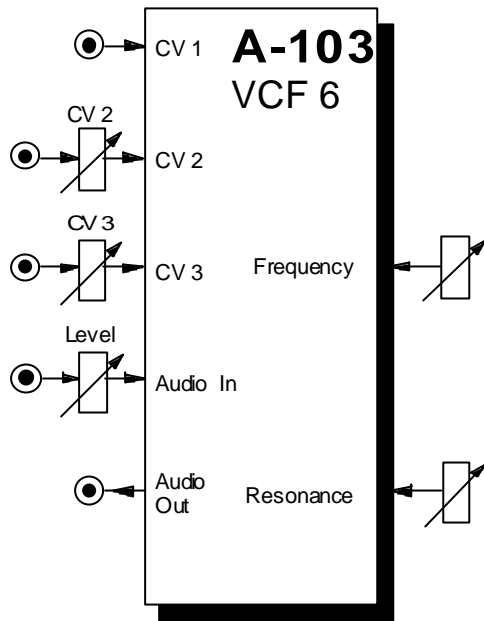 A-103
VCF 6
CV 1
CV 2
CV 2
CV 3
CV 3
Frequency
Level
Audio In
Audio
Out
Resonance